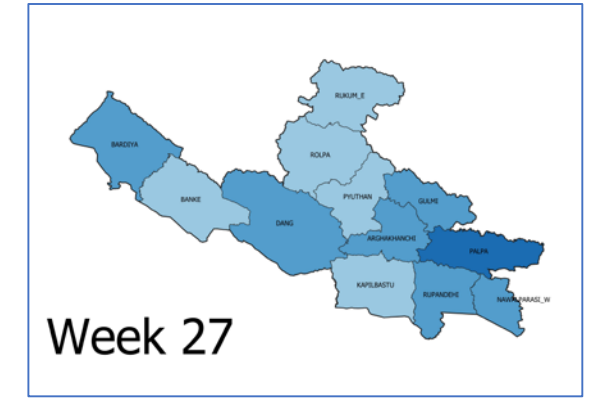 RUKUM_E
BARDIYA
ROLPA
BANKE
PYUTHAN
GULMI
DANG
ARGHAKHANCHI
PALPA
KAPILBASTU
RUPANDEHI
NAWALPARASI_W
Week 27